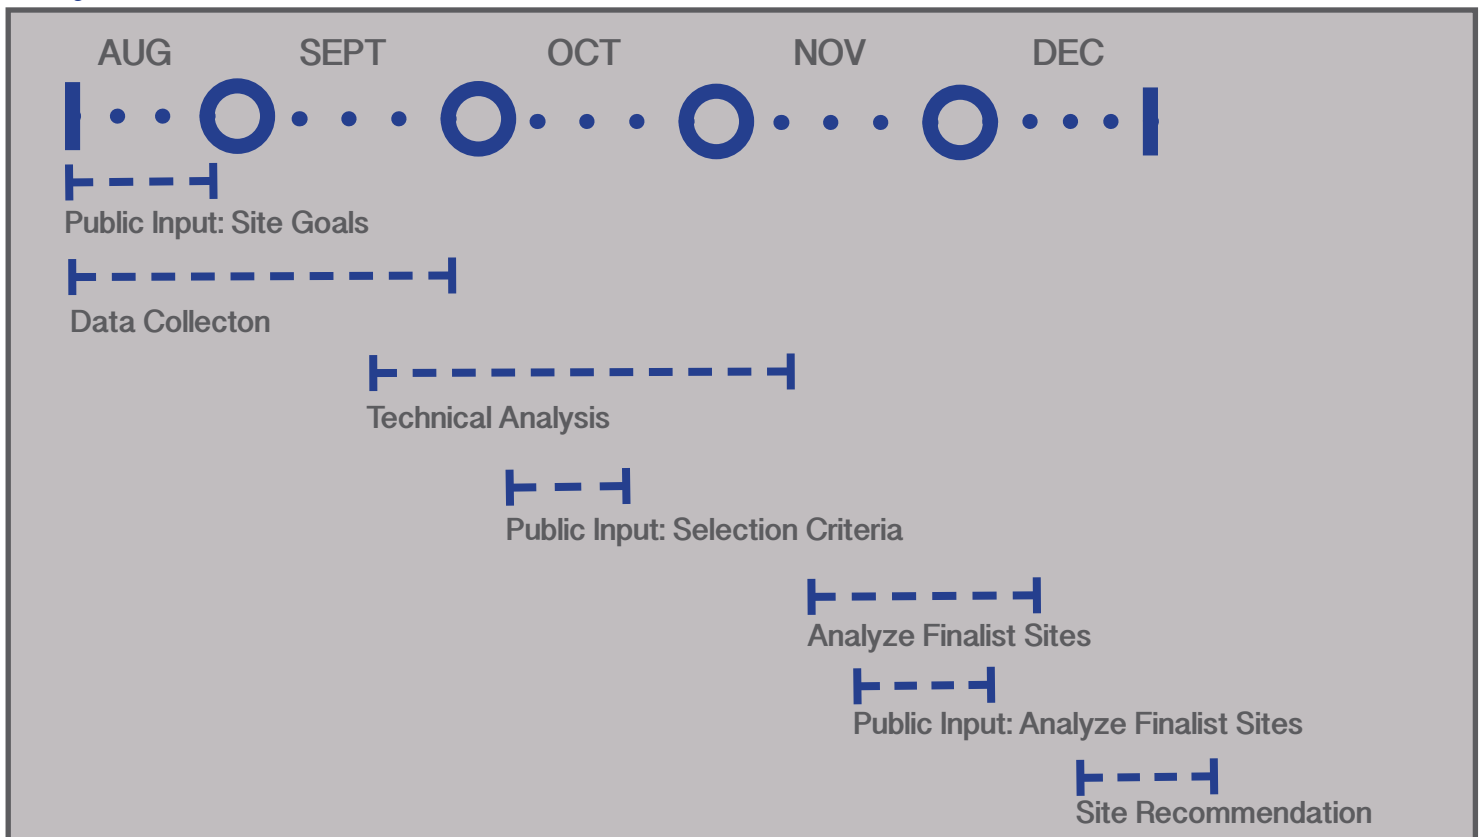 AUG SEPT OCT NOV DEC
Public Input: Site Goals
Data Collecton
Technical Analysis
Public Input: Selection Criteria
Analyze Finalist Sites
Public Input: Analyze Finalist Sites
Site Recommendation